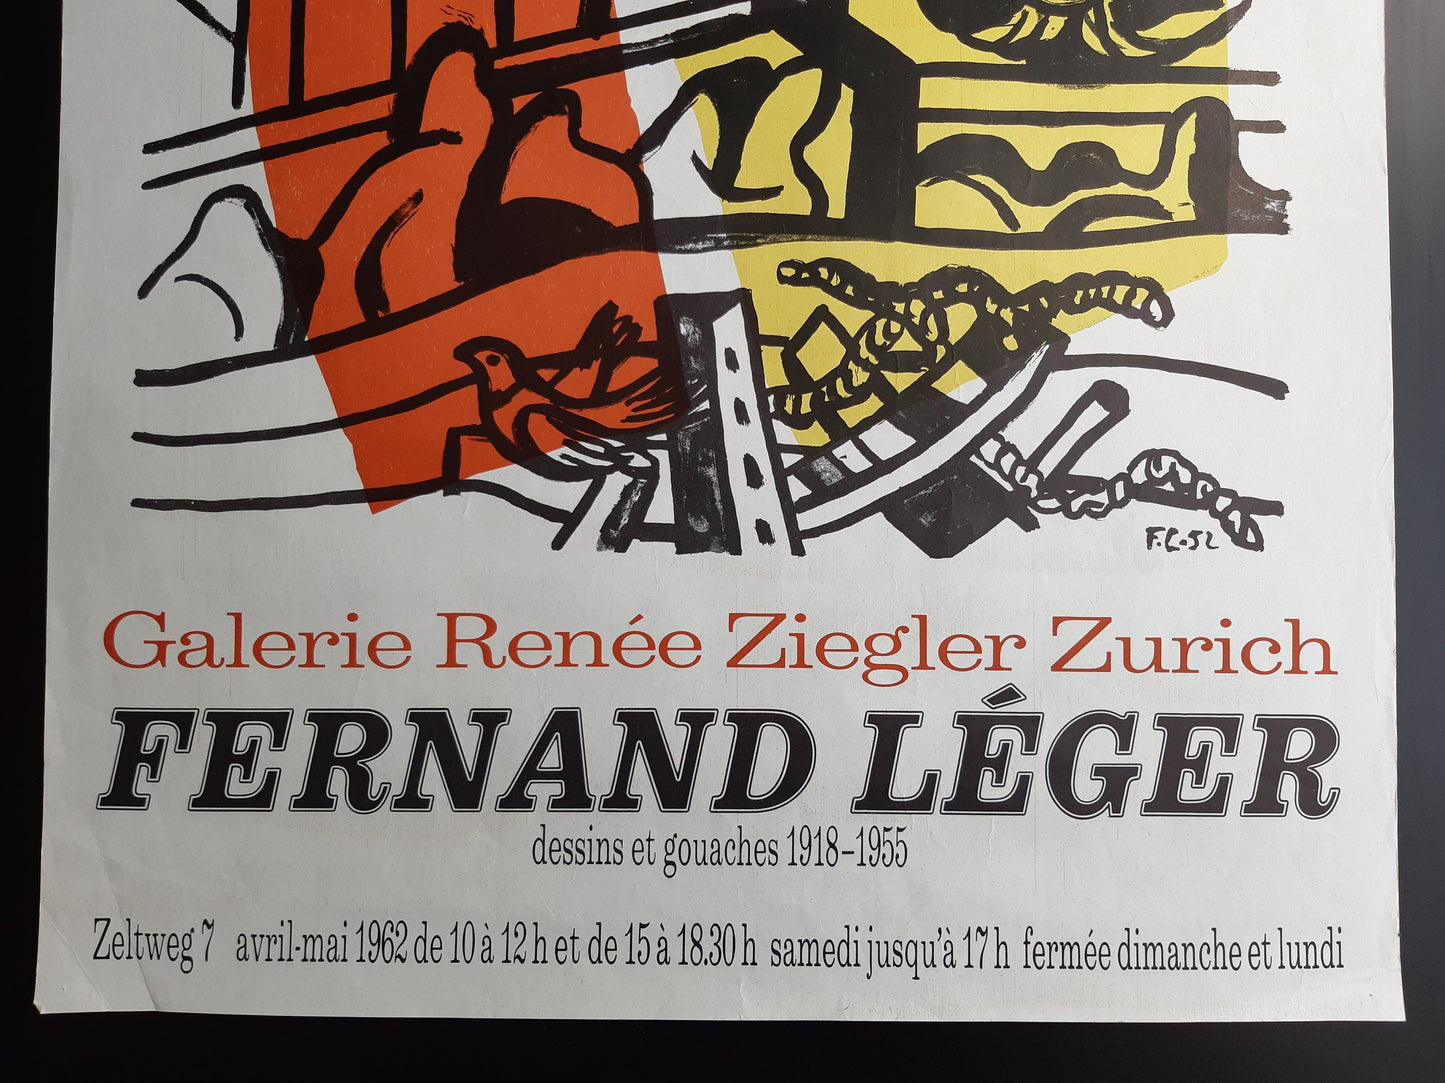 F.L.52
Galerie Renée Ziegler Zurich
FERNAND LÉGER
dessins et gouaches 1918–1955
Zeltweg 7 avril-mai 1962 de 10 à 12 h et de 15 à 18.30 h samedi jusqu'à 17 h fermée dimanche et lundi